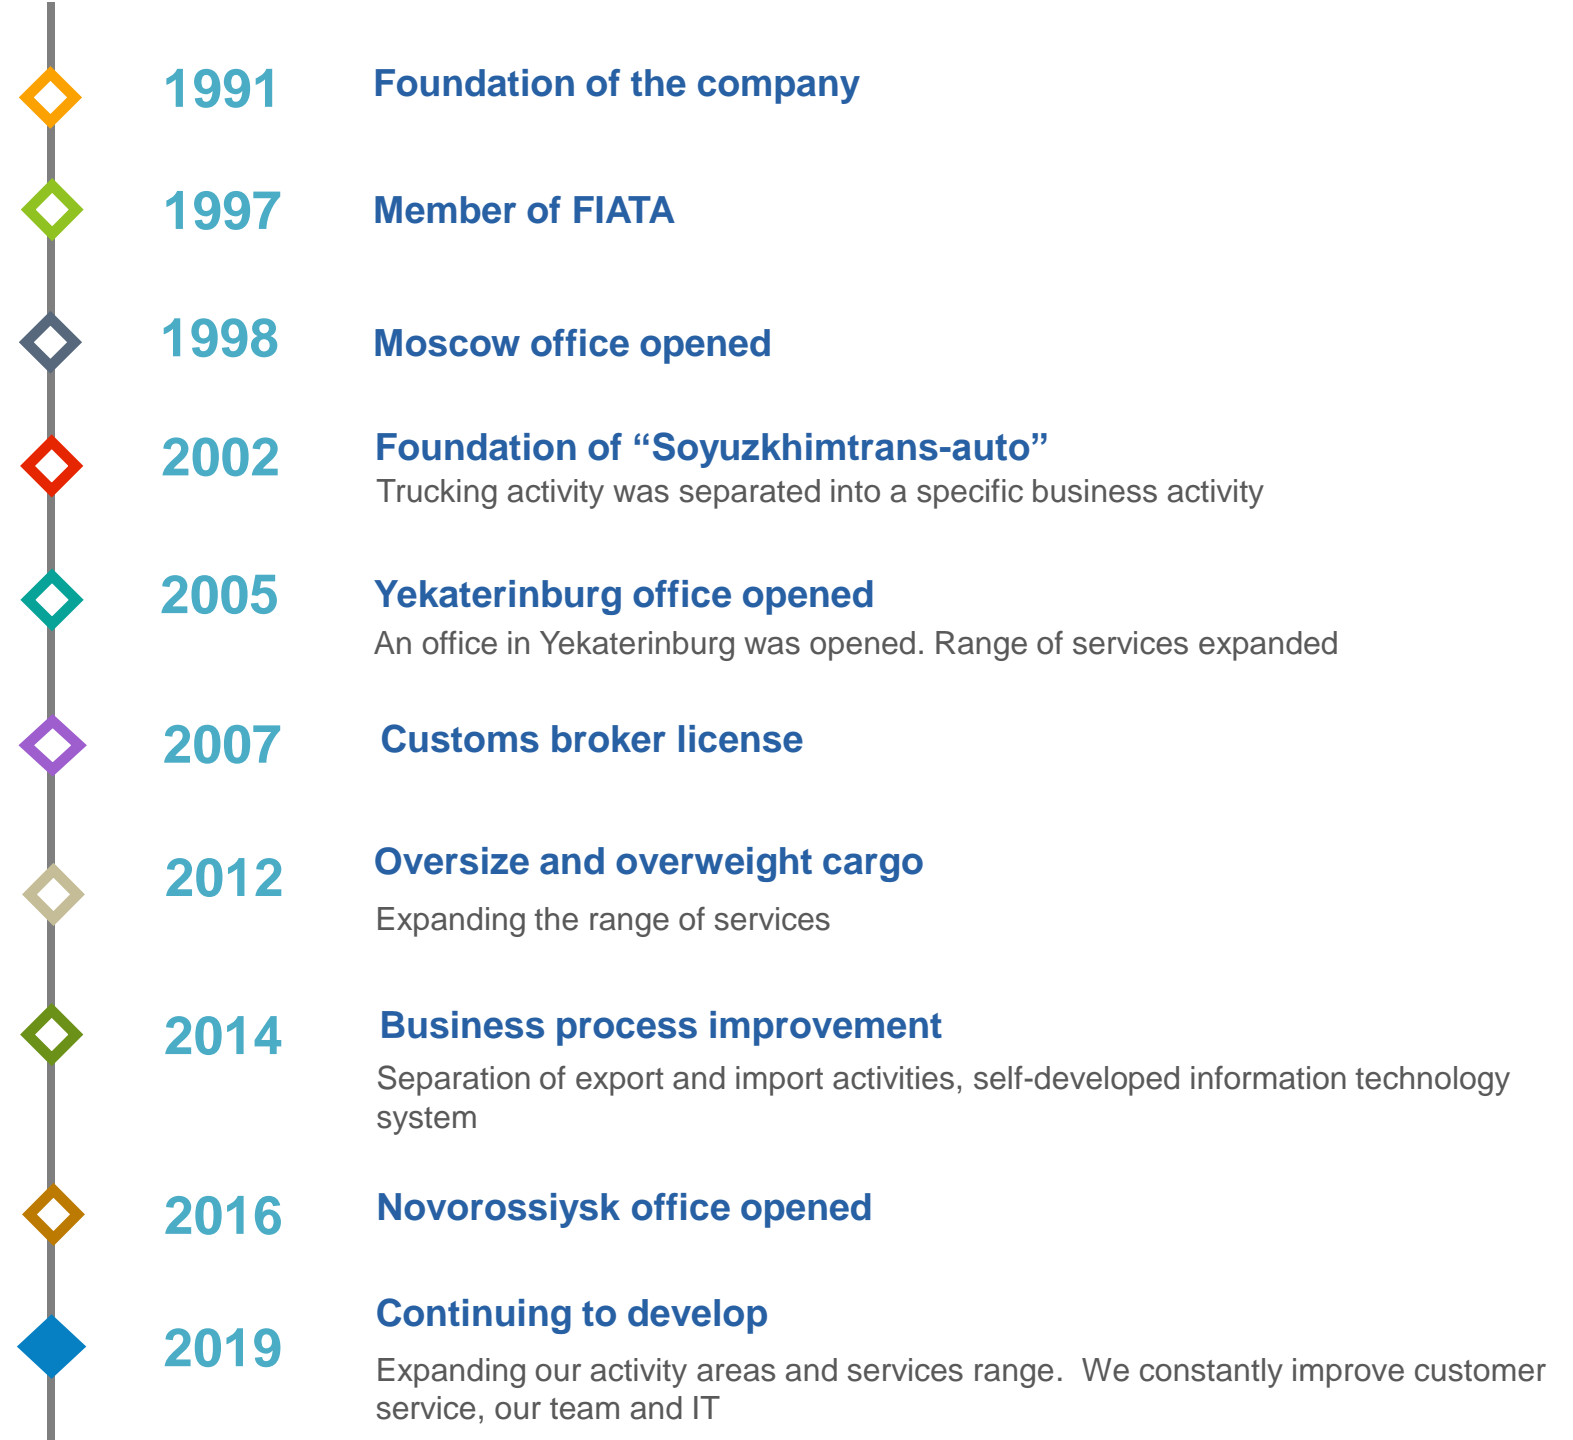 1991 Foundation of the company
1997 Member of FIATA
1998 Moscow office opened
2002 Foundation of “Soyuzkhimtrans-auto”
Trucking activity was separated into a specific business activity
2005 Yekaterinburg office opened
An office in Yekaterinburg was opened. Range of services expanded
2007 Customs broker license
2012 Oversize and overweight cargo
Expanding the range of services
2014 Business process improvement
Separation of export and import activities, self-developed information technology
system
2016 Novorossiysk office opened
2019 Continuing to develop
Expanding our activity areas and services range.  We constantly improve customer
service, our team and IT